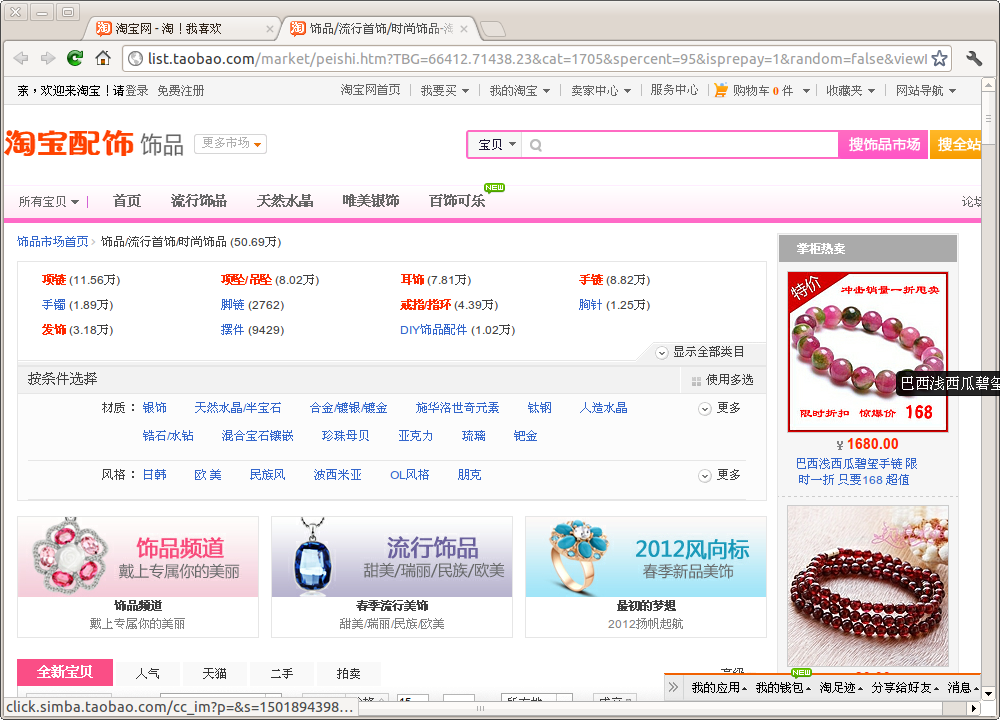 淘宝网 - 淘！我喜欢
饰品/流行首饰/时尚饰品-淘
list.taobao.com/market/peishi.htm?TBG=66412.71438.23&cat=1705&spercent=95&isprepay=1&random=false&viewI
亲，欢迎来淘宝！请登录 免费注册
淘宝网首页 我要买 我的淘宝 卖家中心 服务中心 购物车 0 件 收藏夹 网站导航
淘宝配饰 饰品 更多市场
宝贝 搜饰品市场 搜全站
所有宝贝 首页 流行饰品 天然水晶 唯美银饰 百饰可乐 NEW 论坛
饰品市场首页 › 饰品/流行首饰/时尚饰品 (50.69万)
项链 (11.56万) 项坠/吊坠 (8.02万) 耳饰 (7.81万) 手链 (8.82万)
手镯 (1.89万) 脚链 (2762) 戒指/指环 (4.39万) 胸针 (1.25万)
发饰 (3.18万) 摆件 (9429) DIY饰品配件 (1.02万)
显示全部类目
按条件选择 使用多选
材质： 银饰 天然水晶/半宝石 合金/镀银/镀金 施华洛世奇元素 钛钢 人造水晶 更多
锆石/水钻 混合宝石镶嵌 珍珠母贝 亚克力 琉璃 钯金
风格： 日韩 欧美 民族风 波西米亚 OL风格 朋克 更多
饰品频道
戴上专属你的美丽
饰品频道
戴上专属你的美丽
流行饰品
甜美/瑞丽/民族/欧美
春季流行美饰
甜美/瑞丽/民族/欧美
2012风向标
春季新品美饰
最初的梦想
2012扬帆起航
全新宝贝 人气 天猫 二手 拍卖
掌柜热卖
特价
冲击销量一折甩卖
巴西浅西瓜碧玺
限时折扣 惊爆价 168
¥ 1680.00
巴西浅西瓜碧玺手链 限
时一折 只要168 超值
NEW
我的应用 我的钱包 淘足迹 分享给好友 消息
click.simba.taobao.com/cc_im?p=&s=1501894398...